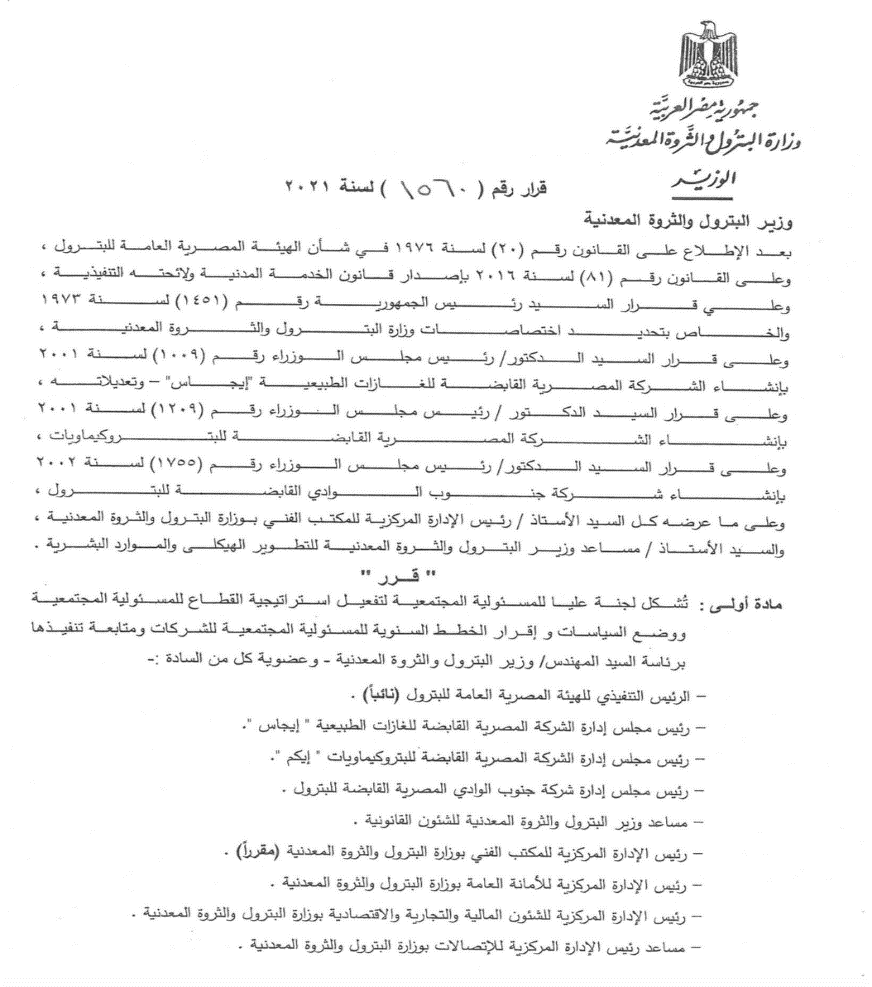 جمهورية مصر العربية
وزارة البترول والثروة المعدنية
الوزير
قرار رقم ( ١٥٦٠ ) لسنة ٢٠٢١
وزير البترول والثروة المعدنية
بعد الإطلاع على القانون رقم (٢٠) لسنة ١٩٧٦ في شأن الهيئة المصرية العامة للبترول ،
وعلى القانون رقم (٨١) لسنة ٢٠١٦ بإصدار قانون الخدمة المدنية ولائحته التنفيذية ،
وعلي قرار السيد رئيس الجمهورية رقم (١٤٥١) لسنة ١٩٧٣
والخاص بتحديد اختصاصات وزارة البترول والثروة المعدنية ،
وعلى قرار السيد الدكتور/ رئيس مجلس الوزراء رقم (١٠٠٩) لسنة ٢٠٠١
بإنشاء الشركة المصرية القابضة للغازات الطبيعية "إيجاس" – وتعديلاته ،
وعلى قرار السيد الدكتور / رئيس مجلس الوزراء رقم (١٢٠٩) لسنة ٢٠٠١
بإنشاء الشركة المصرية القابضة للبتروكيماويات ،
وعلى قرار السيد الدكتور/ رئيس مجلس الوزراء رقم (١٧٥٥) لسنة ٢٠٠٢
بإنشاء شركة جنوب الوادي القابضة للبترول ،
وعلى ما عرضه كل السيد الأستاذ / رئيس الإدارة المركزية للمكتب الفني بوزارة البترول والثروة المعدنية ،
والسيد الأستاذ / مساعد وزير البترول والثروة المعدنية للتطوير الهيكلى والموارد البشرية .
" قرر "
مادة أولى : تُشكل لجنة عليا للمسئولية المجتمعية لتفعيل استراتيجية القطاع للمسئولية المجتمعية
ووضع السياسات و إقرار الخطط السنوية للمسئولية المجتمعية للشركات ومتابعة تنفيذها
برئاسة السيد المهندس/ وزير البترول والثروة المعدنية - وعضوية كل من السادة :-
– الرئيس التنفيذي للهيئة المصرية العامة للبترول (نائباً) .
– رئيس مجلس إدارة الشركة المصرية القابضة للغازات الطبيعية " إيجاس ".
– رئيس مجلس إدارة الشركة المصرية القابضة للبتروكيماويات " إيكم ".
– رئيس مجلس إدارة شركة جنوب الوادي المصرية القابضة للبترول .
– مساعد وزير البترول والثروة المعدنية للشئون القانونية .
– رئيس الإدارة المركزية للمكتب الفني بوزارة البترول والثروة المعدنية (مقرراً) .
– رئيس الإدارة المركزية للأمانة العامة بوزارة البترول والثروة المعدنية .
– رئيس الإدارة المركزية للشئون المالية والتجارية والاقتصادية بوزارة البترول والثروة المعدنية .
– مساعد رئيس الإدارة المركزية للإتصالات بوزارة البترول والثروة المعدنية .